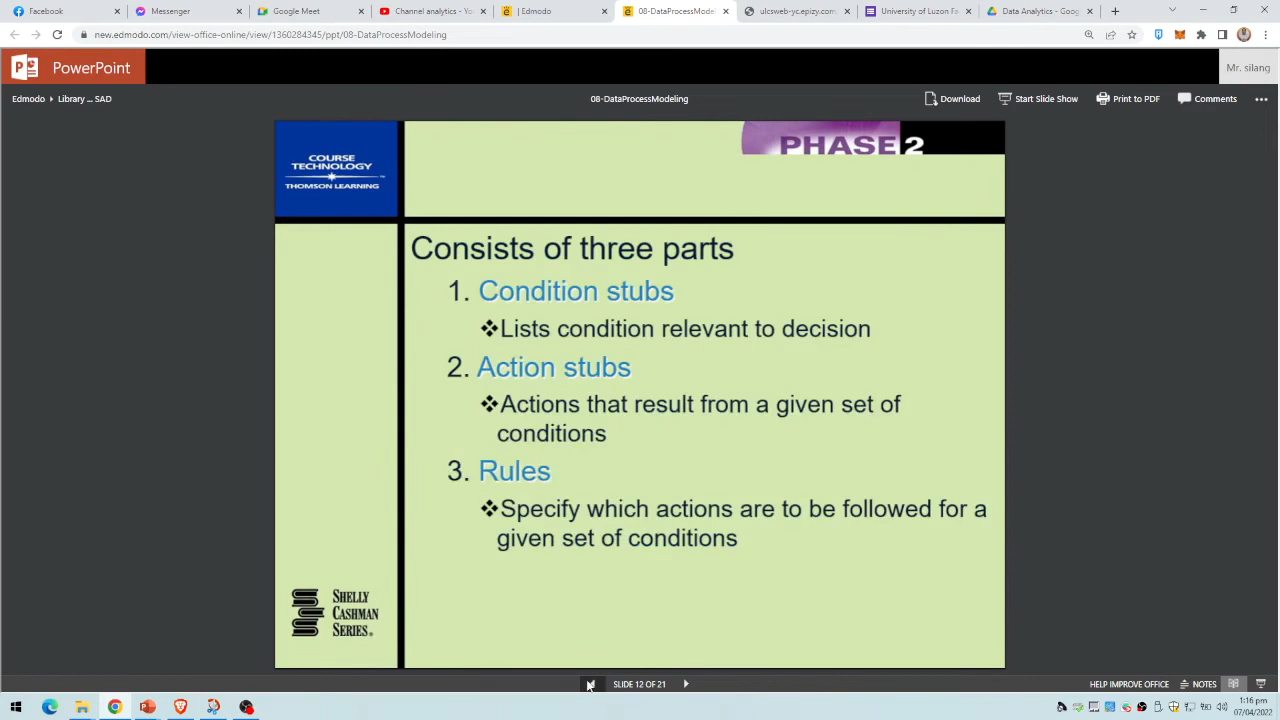 Facebook
Messenger
Google Meet
Channel analytics - Yo
| Edmodo
08-DataProcessModeling
ulcsweb-yc.epizy.com
University of Luzon Fa
Data Analytics - Goog
new.edmodo.com/view-office-online/view/1360284345/ppt/08-DataProcessModeling
PowerPoint
Mr. silang
Edmodo
Library ... SAD
08-DataProcessModeling
Download
Start Slide Show
Print to PDF
Comments
PHASE 2
COURSE
TECHNOLOGY
THOMSON LEARNING
Consists of three parts
1. Condition stubs
❖Lists condition relevant to decision
2. Action stubs
❖Actions that result from a given set of
conditions
3. Rules
❖Specify which actions are to be followed for a
given set of conditions
SHELLY
CASHMAN
SERIES®
SLIDE 12 OF 21
HELP IMPROVE OFFICE
NOTES
1:16 pm
07/04/2022